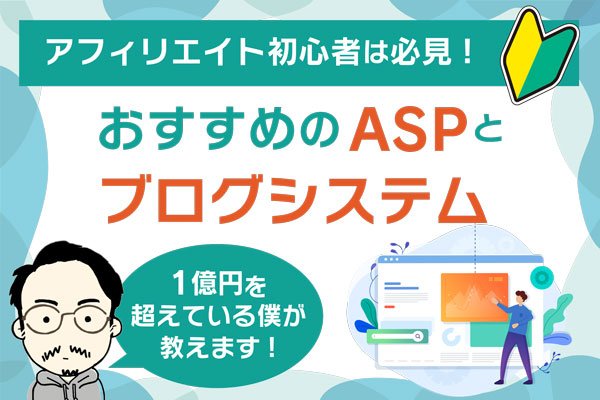 アフィリエイト初心者は必見！
おすすめのASPと
ブログシステム
1億円を
超えている僕が
教えます！